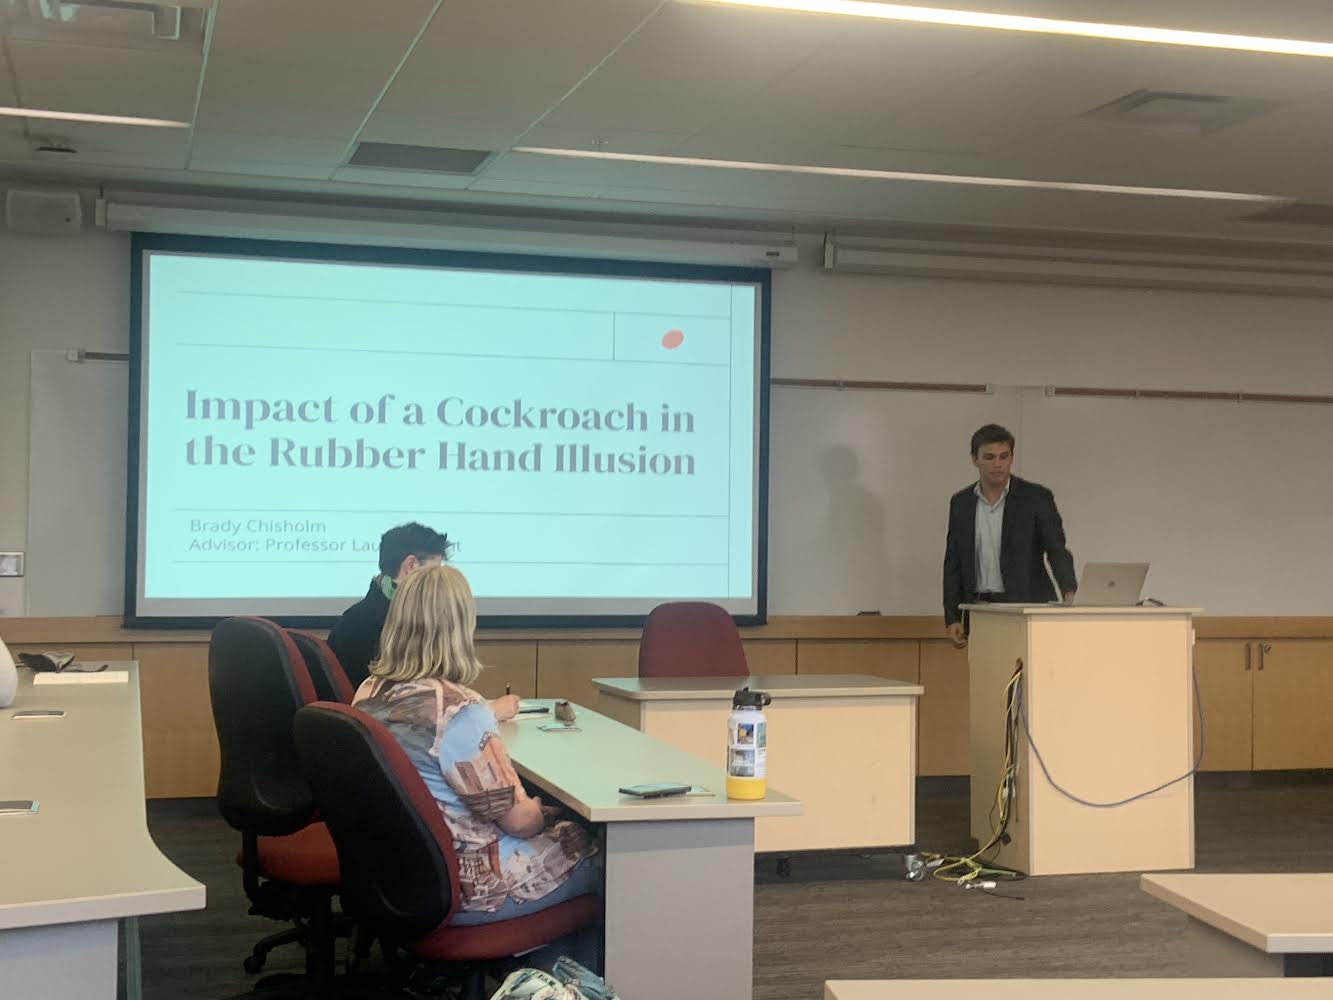 Impact of a Cockroach in
the Rubber Hand Illusion
Brady Chisholm
Advisor: Professor